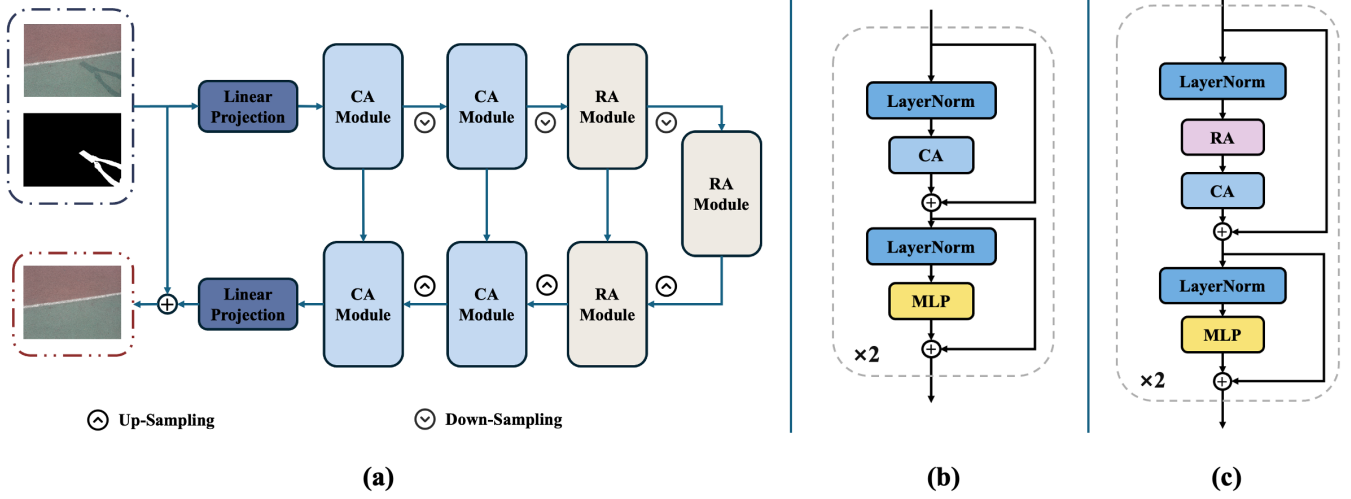 Linear
Projection
CA
Module
CA
Module
RA
Module
RA
Module
Linear
Projection
CA
Module
CA
Module
RA
Module
Up-Sampling
Down-Sampling
(a)
LayerNorm
CA
LayerNorm
MLP
×2
(b)
LayerNorm
RA
CA
LayerNorm
MLP
×2
(c)